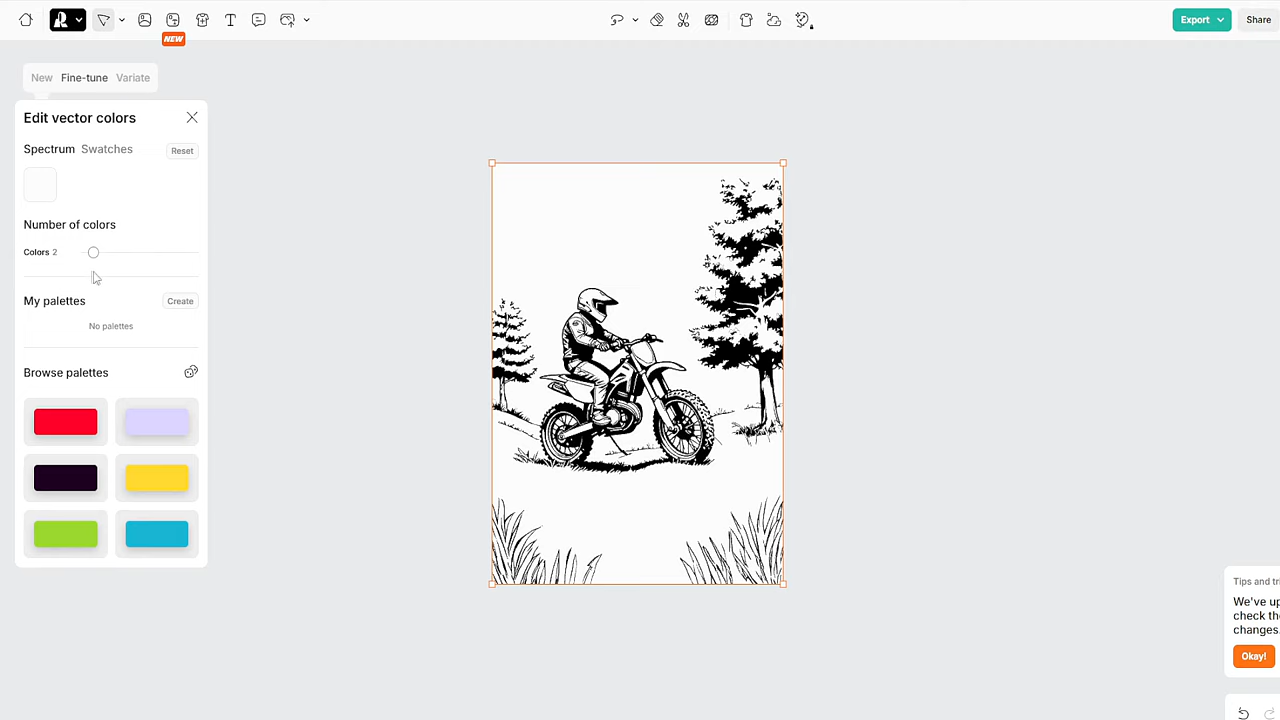 Export
Share
NEW
New Fine-tune Variate
Edit vector colors
Spectrum Swatches Reset
Number of colors
Colors 2
My palettes Create
No palettes
Browse palettes
Tips and tri
We've up
check the
changes.
Okay!